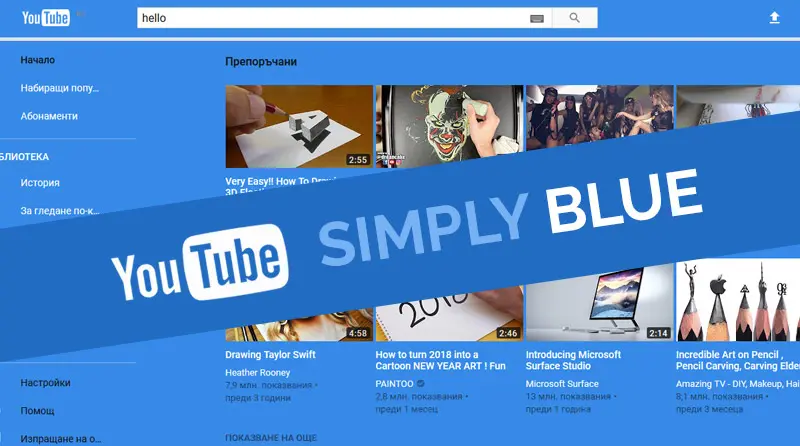 YouTube
hello
Начало
Препоръчани
Набиращи попу...
Абонаменти
2:55
БЛИОТЕКА
Very Easy!! How To Draw
История
За гледане по-к...
YouTube SIMPLY BLUE
4:58
2:46
2:14
Drawing Taylor Swift
Heather Rooney
7,9 млн. показвания •
преди 3 години
How to turn 2018 into a
Cartoon NEW YEAR ART ! Fun
PAINTOO
2,8 млн. показвания •
преди 1 месец
Introducing Microsoft
Surface Studio
Microsoft Surface
13 млн. показвания •
преди 1 година
Incredible Art on Pencil ,
Pencil Carving, Carving Elder
Amazing TV - DIY, Makeup, Hai
8,1 млн. показвания •
преди 3 месеца
Настройки
Помощ
Изпращане на о...
ПОКАЗВАНЕ НА ОЩЕ